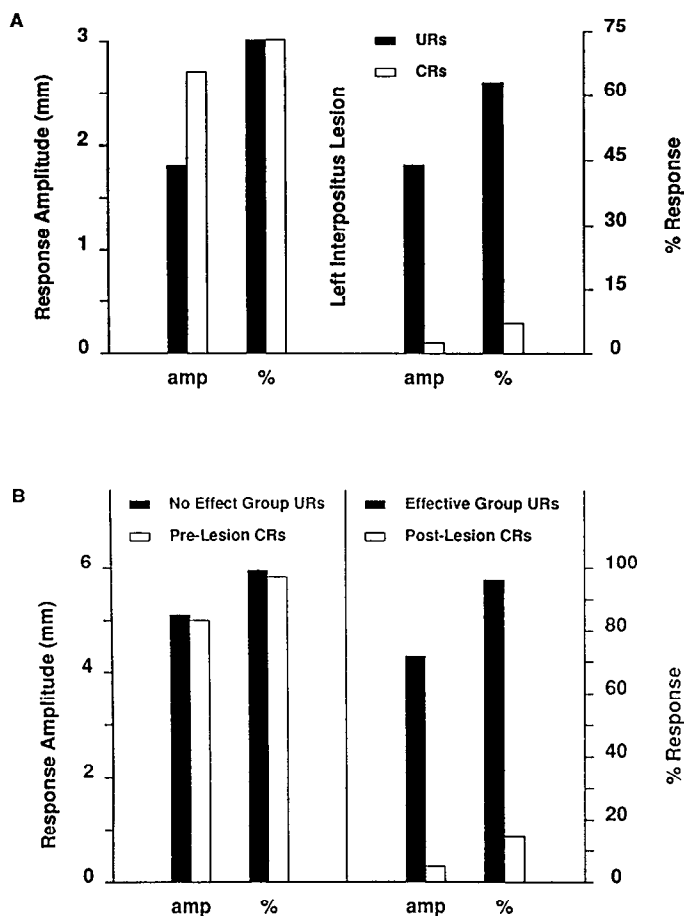 A
3
2
1
0
Response Amplitude (mm)
amp
%
Left Interpositus Lesion
URs
CRs
amp
%
75
60
45
30
15
0
% Response
B
No Effect Group URs
Pre-Lesion CRs
Effective Group URs
Post-Lesion CRs
6
4
2
0
Response Amplitude (mm)
amp
%
amp
%
100
80
60
40
20
0
% Response